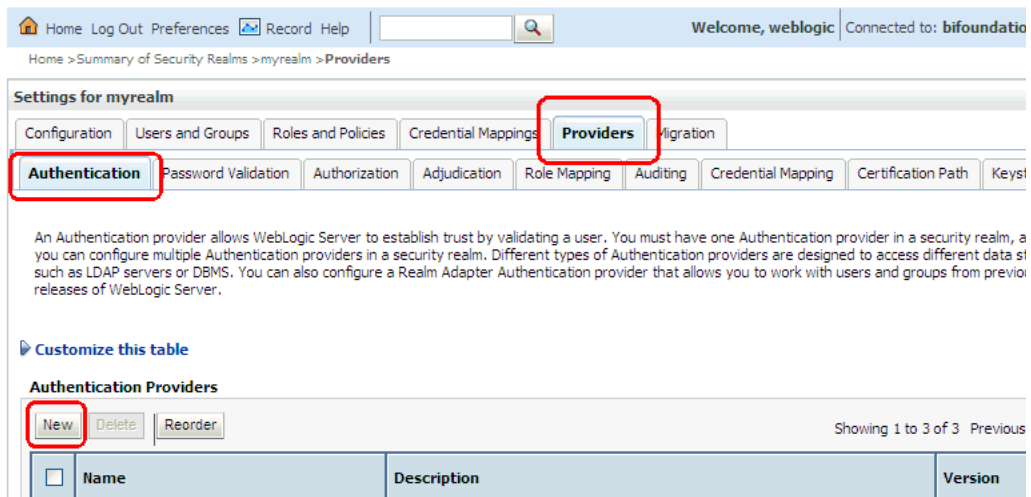 Home Log Out Preferences Record Help Welcome, weblogic Connected to: bifoundatio
Home >Summary of Security Realms >myrealm >Providers
Settings for myrealm
Configuration Users and Groups Roles and Policies Credential Mappings Providers Migration
Authentication Password Validation Authorization Adjudication Role Mapping Auditing Credential Mapping Certification Path Keyst
An Authentication provider allows WebLogic Server to establish trust by validating a user. You must have one Authentication provider in a security realm, a
you can configure multiple Authentication providers in a security realm. Different types of Authentication providers are designed to access different data st
such as LDAP servers or DBMS. You can also configure a Realm Adapter Authentication provider that allows you to work with users and groups from previou
releases of WebLogic Server.
Customize this table
Authentication Providers
New Delete Reorder Showing 1 to 3 of 3 Previous
Name Description Version